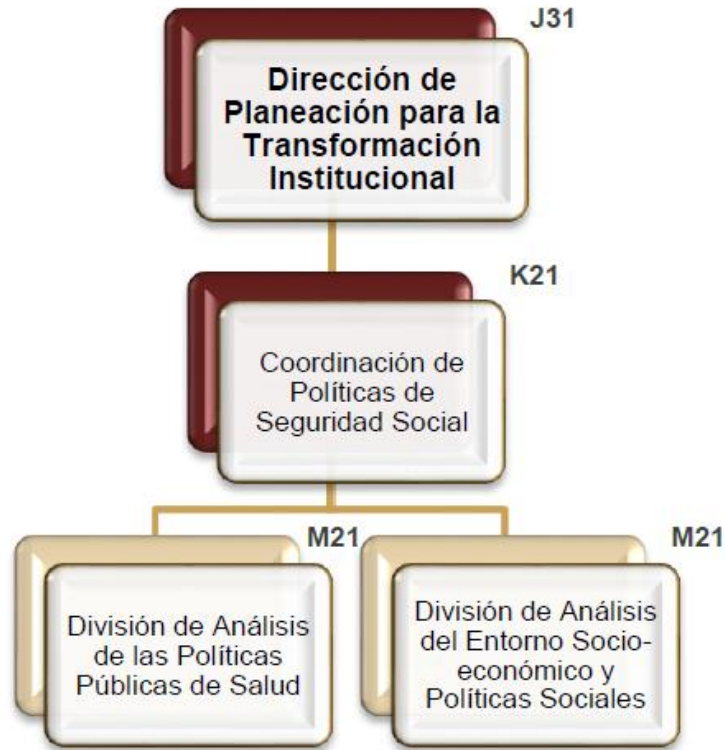 J31
Dirección de
Planeación para la
Transformación
Institucional
K21
Coordinación de
Políticas de
Seguridad Social
M21
División de Análisis
de las Políticas
Públicas de Salud
M21
División de Análisis
del Entorno Socio-
económico y
Políticas Sociales